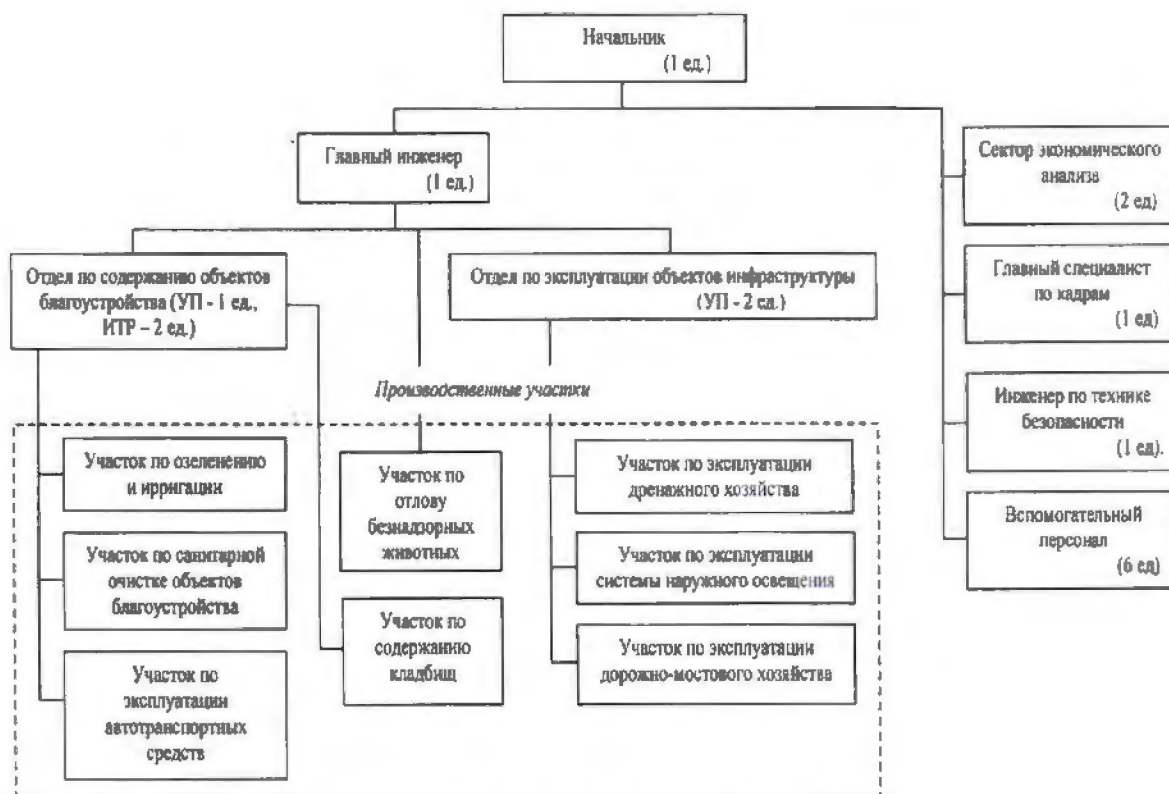 Начальник
(1 ед.)
Главный инженер
(1 ед.)
Сектор экономического
анализа
(2 ед)
Отдел по содержанию объектов
благоустройства (УП - 1 ед.,
ИТР – 2 ед.)
Отдел по эксплуатации объектов инфраструктуры
(УП - 2 ед.)
Главный специалист
по кадрам
(1 ед)
Производственные участки
Инженер по технике
безопасности
(1 ед).
Вспомогательный
персонал
(6 ед)
Участок по озеленению
и ирригации
Участок по санитарной
очистке объектов
благоустройства
Участок по
эксплуатации
автотранспортных
средств
Участок по
отлову
безнадзорных
животных
Участок по
содержанию
кладбищ
Участок по эксплуатации
дренажного хозяйства
Участок по эксплуатации
системы наружного освещения
Участок по эксплуатации
дорожно-мостового хозяйства